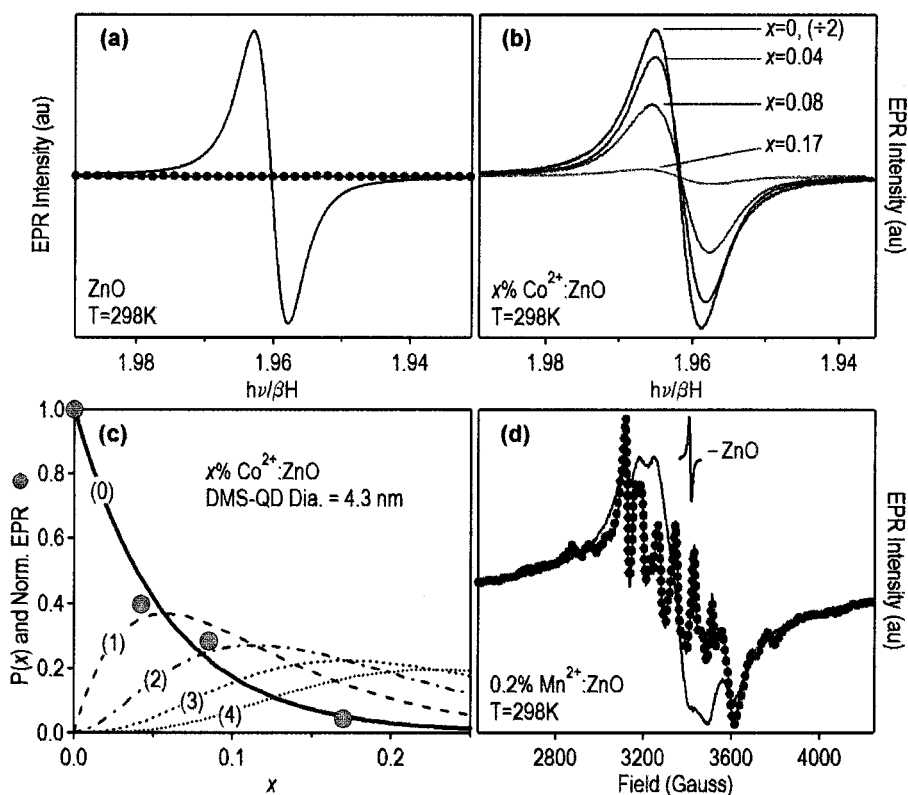 (a)
EPR Intensity (au)
ZnO
T=298K
1.98 1.96 1.94
hν/βH
(b)
x=0, (÷2)
x=0.04
x=0.08
x=0.17
EPR Intensity (au)
x% Co²⁺:ZnO
T=298K
1.98 1.96 1.94
hν/βH
(c)
P(x) and Norm. EPR
1.0
0.8
0.6
0.4
0.2
0.0
x% Co²⁺:ZnO
DMS-QD Dia. = 4.3 nm
(0)
(1)
(2)
(3)
(4)
0.0 0.1 0.2
x
(d)
–ZnO
EPR Intensity (au)
0.2% Mn²⁺:ZnO
T=298K
2800 3200 3600 4000
Field (Gauss)